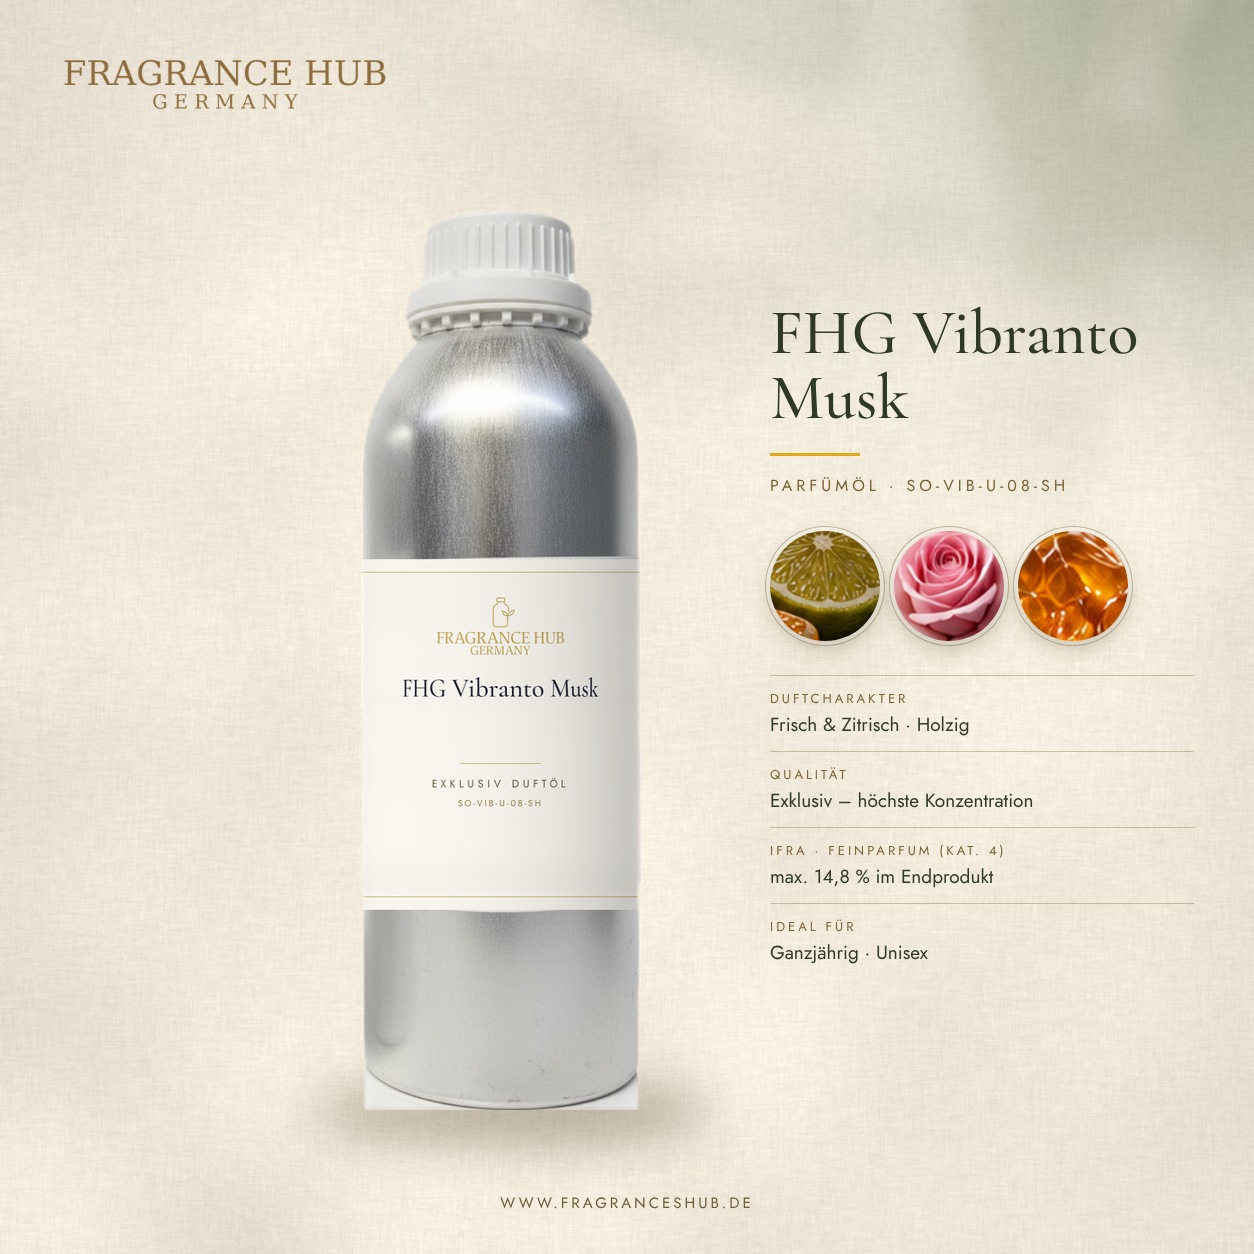 FRAGRANCE HUB
GERMANY
FHG Vibranto
Musk
PARFÜMÖL · SO-VIB-U-08-SH
DUFTCHARAKTER
Frisch & Zitrisch · Holzig
QUALITÄT
Exklusiv – höchste Konzentration
IFRA · FEINPARFUM (KAT. 4)
max. 14,8 % im Endprodukt
IDEAL FÜR
Ganzjährig · Unisex
FRAGRANCE HUB
GERMANY
FHG Vibranto Musk
EXKLUSIV DUFTÖL
SO-VIB-U-08-SH
WWW.FRAGRANCESHUB.DE